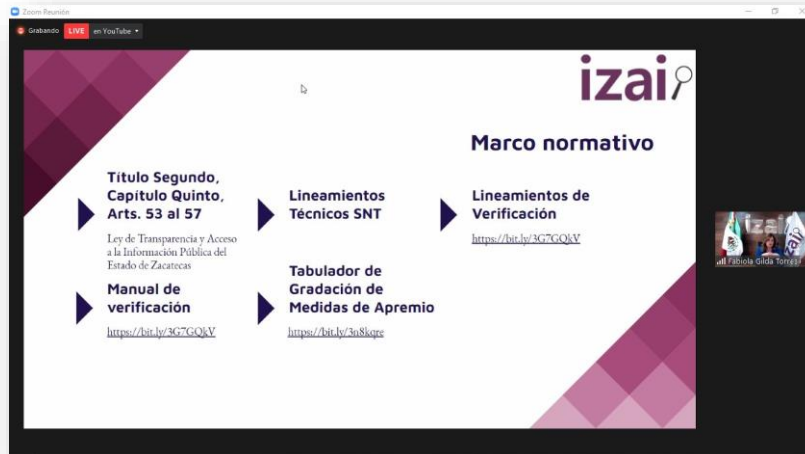 Zoom Reunión
Grabando LIVE en YouTube
izai
Marco normativo
Título Segundo,
Capítulo Quinto,
Arts. 53 al 57
Ley de Transparencia y Acceso
a la Información Pública del
Estado de Zacatecas
Lineamientos
Técnicos SNT
Lineamientos de
Verificación
https://bit.ly/3G7GQkV
Manual de
verificación
https://bit.ly/3G7GQkV
Tabulador de
Gradación de
Medidas de Apremio
https://bit.ly/3n8kqre
izai
izai
Fabiola Gilda Torres